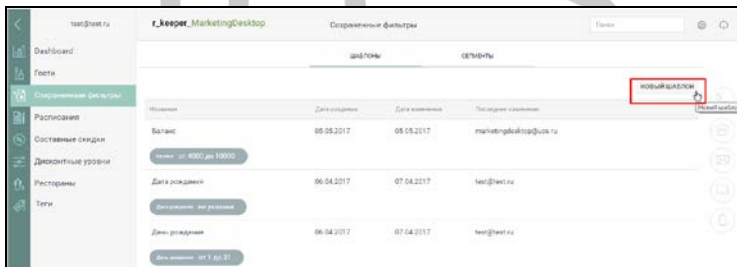 test@test.ru
r_keeper_MarketingDesktop
Сохраненные фильтры
Поиск
Dashboard
Гости
Сохраненные фильтры
Расписания
Составные скидки
Дисконтные уровни
Рестораны
Теги
ШАБЛОНЫ
СЕГМЕНТЫ
НОВЫЙ ШАБЛОН
Новый шабло
Название
Дата создания
Дата изменения
Последнее изменение
Баланс
05.05.2017
05.05.2017
marketingdesktop@ucs.ru
Баланс от 4000 до 10000
Дата рождения
06.04.2017
07.04.2017
test@test.ru
Дата рождения не указана
День рождения
06.04.2017
07.04.2017
test@test.ru
День рождения от 1 до 31